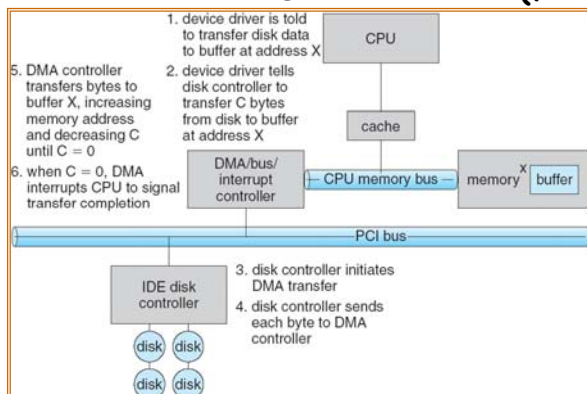 1. device driver is told
to transfer disk data
to buffer at address X
CPU
5. DMA controller
transfers bytes to
buffer X, increasing
memory address
and decreasing C
until C = 0
2. device driver tells
disk controller to
transfer C bytes
from disk to buffer
at address X
cache
6. when C = 0, DMA
interrupts CPU to signal
transfer completion
DMA/bus/
interrupt
controller
CPU memory bus
memory
X
buffer
PCI bus
IDE disk
controller
3. disk controller initiates
DMA transfer
4. disk controller sends
each byte to DMA
controller
disk
disk
disk
disk